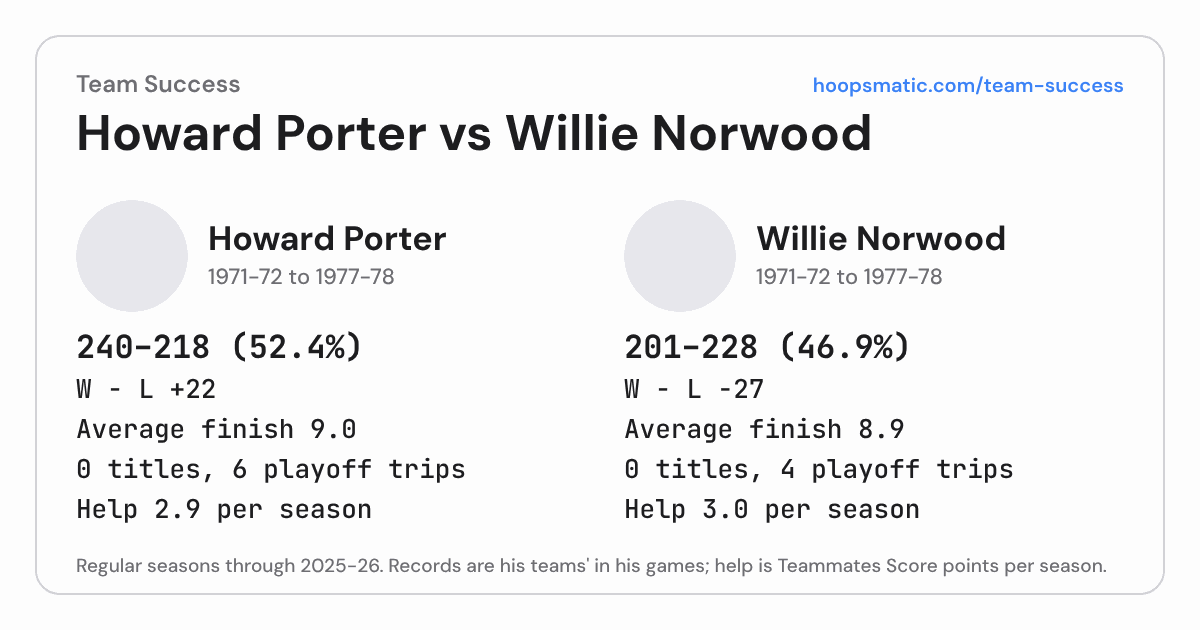 Team Success
hoopsmatic.com/team-success
Howard Porter vs Willie Norwood
Howard Porter
1971-72 to 1977-78
240-218 (52.4%)
W - L +22
Average finish 9.0
0 titles, 6 playoff trips
Help 2.9 per season
Willie Norwood
1971-72 to 1977-78
201-228 (46.9%)
W - L -27
Average finish 8.9
0 titles, 4 playoff trips
Help 3.0 per season
Regular seasons through 2025-26. Records are his teams' in his games; help is Teammates Score points per season.